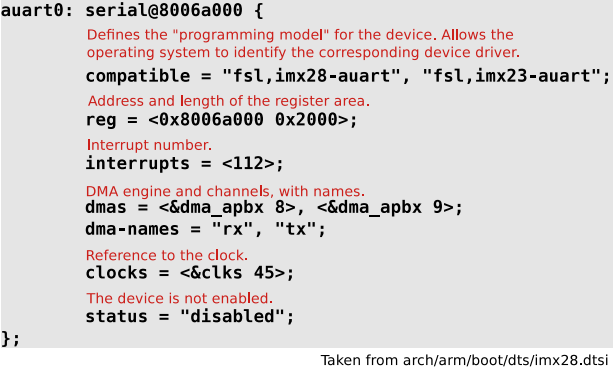 auart0: serial@8006a000 {
Defines the "programming model" for the device. Allows the
operating system to identify the corresponding device driver.
compatible = "fsl,imx28-auart", "fsl,imx23-auart";
Address and length of the register area.
reg = <0x8006a000 0x2000>;
Interrupt number.
interrupts = <112>;
DMA engine and channels, with names.
dmas = <&dma_apbx 8>, <&dma_apbx 9>;
dma-names = "rx", "tx";
Reference to the clock.
clocks = <&clks 45>;
The device is not enabled.
status = "disabled";
};
Taken from arch/arm/boot/dts/imx28.dtsi